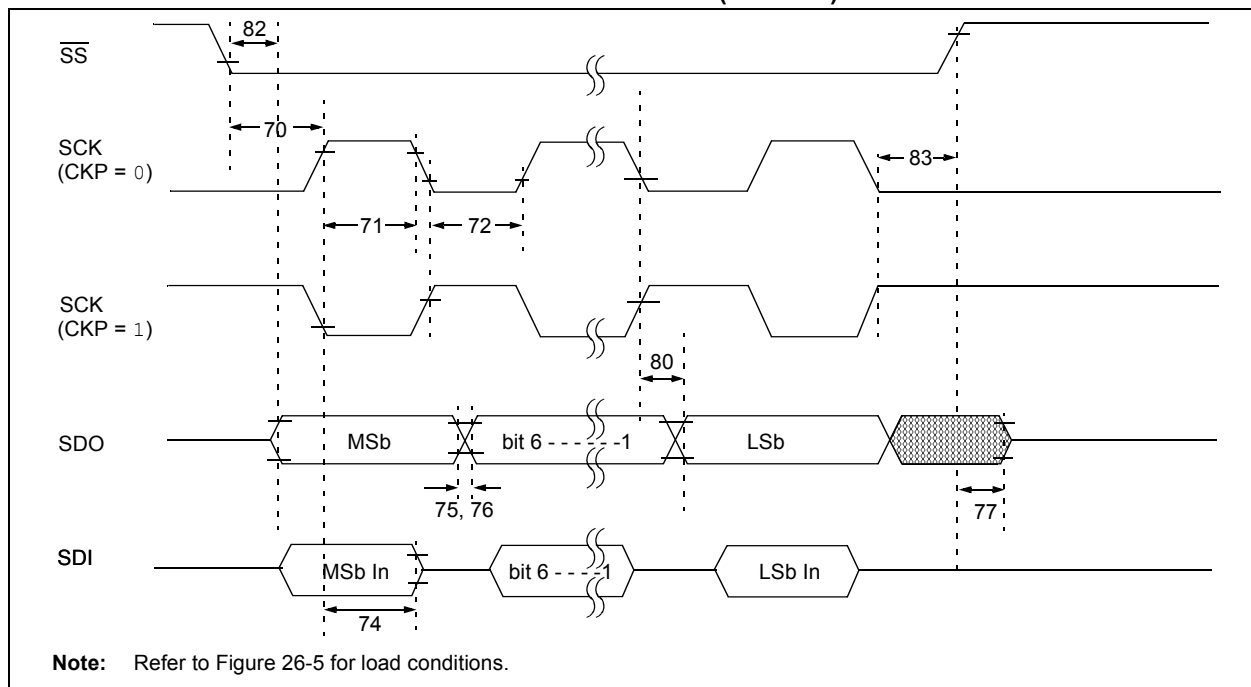 82
SS
70
SCK
(CKP = 0)
83
71
72
SCK
(CKP = 1)
80
SDO
MSb
bit 6 - - - - - -1
LSb
75, 76
77
SDI
MSb In
bit 6 - - - -1
LSb In
74
Note: Refer to Figure 26-5 for load conditions.